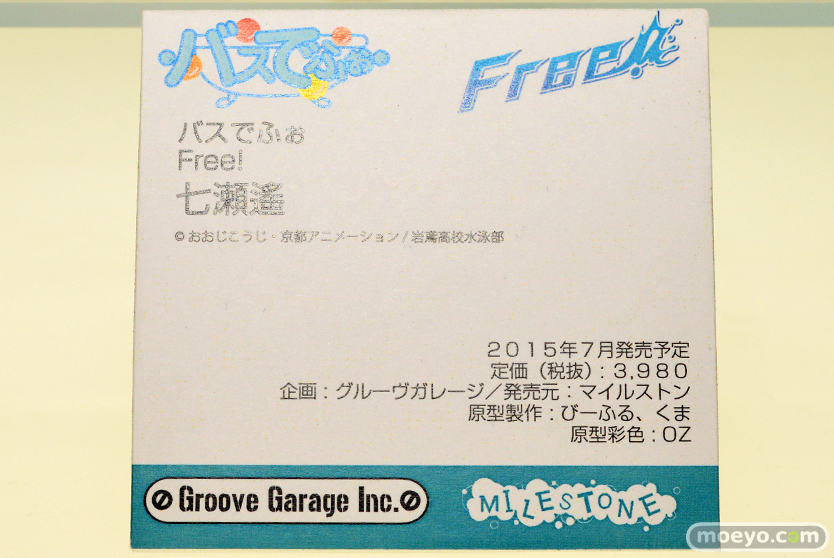 バスでふぉ
Free!
バスでふぉ
Free!
七瀬遙
©おおじこうじ・京都アニメーション/岩鳶高校水泳部
2015年7月発売予定
定価(税抜):3,980
企画:グルーヴガレージ/発売元:マイルストン
原型製作:びーふる、くま
原型彩色:OZ
Groove Garage Inc.
MILESTONE
moeyo.com